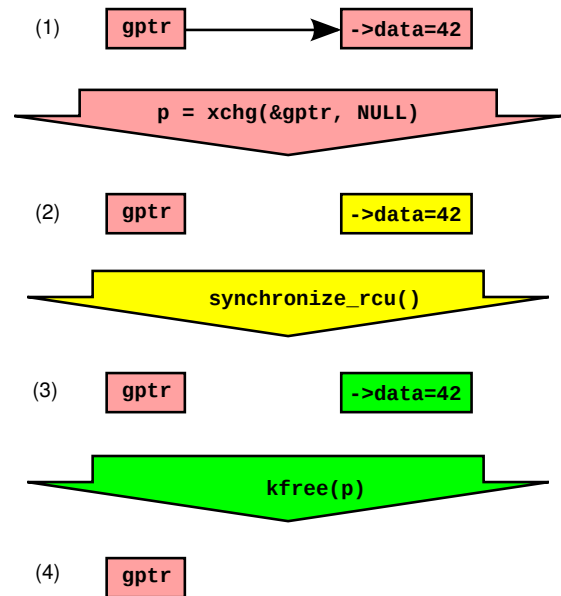 (1) gptr ->data=42
p = xchg(&gptr, NULL)
(2) gptr ->data=42
synchronize_rcu()
(3) gptr ->data=42
kfree(p)
(4) gptr